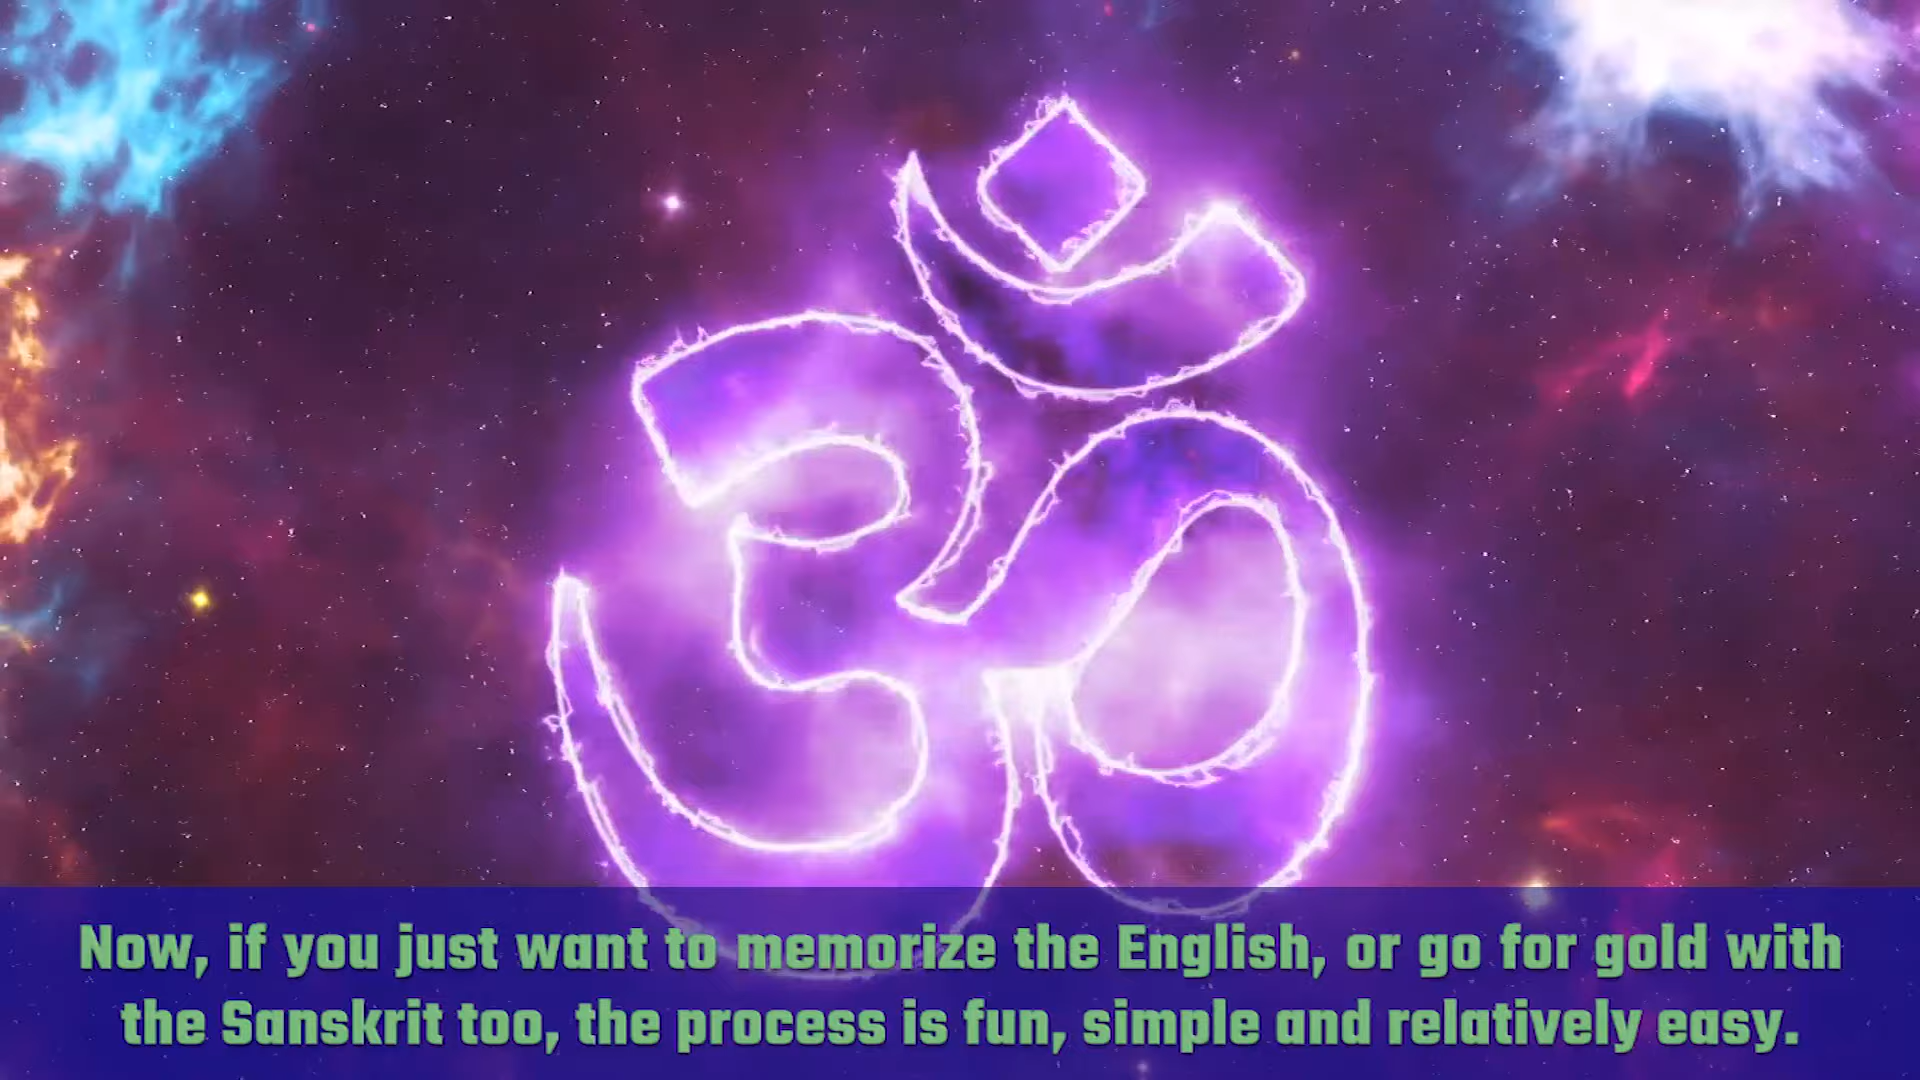 ॐ
Now, if you just want to memorize the English, or go for gold with
the Sanskrit too, the process is fun, simple and relatively easy.